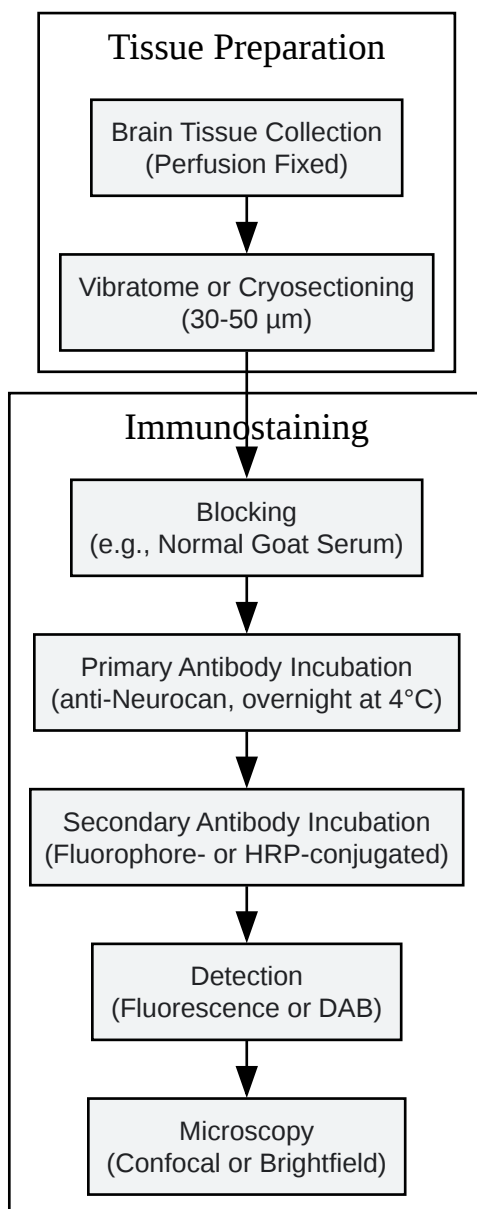 Tissue Preparation
Brain Tissue Collection
(Perfusion Fixed)
Vibratome or Cryosectioning
(30-50 µm)
Immunostaining
Blocking
(e.g., Normal Goat Serum)
Primary Antibody Incubation
(anti-Neurocan, overnight at 4°C)
Secondary Antibody Incubation
(Fluorophore- or HRP-conjugated)
Detection
(Fluorescence or DAB)
Microscopy
(Confocal or Brightfield)